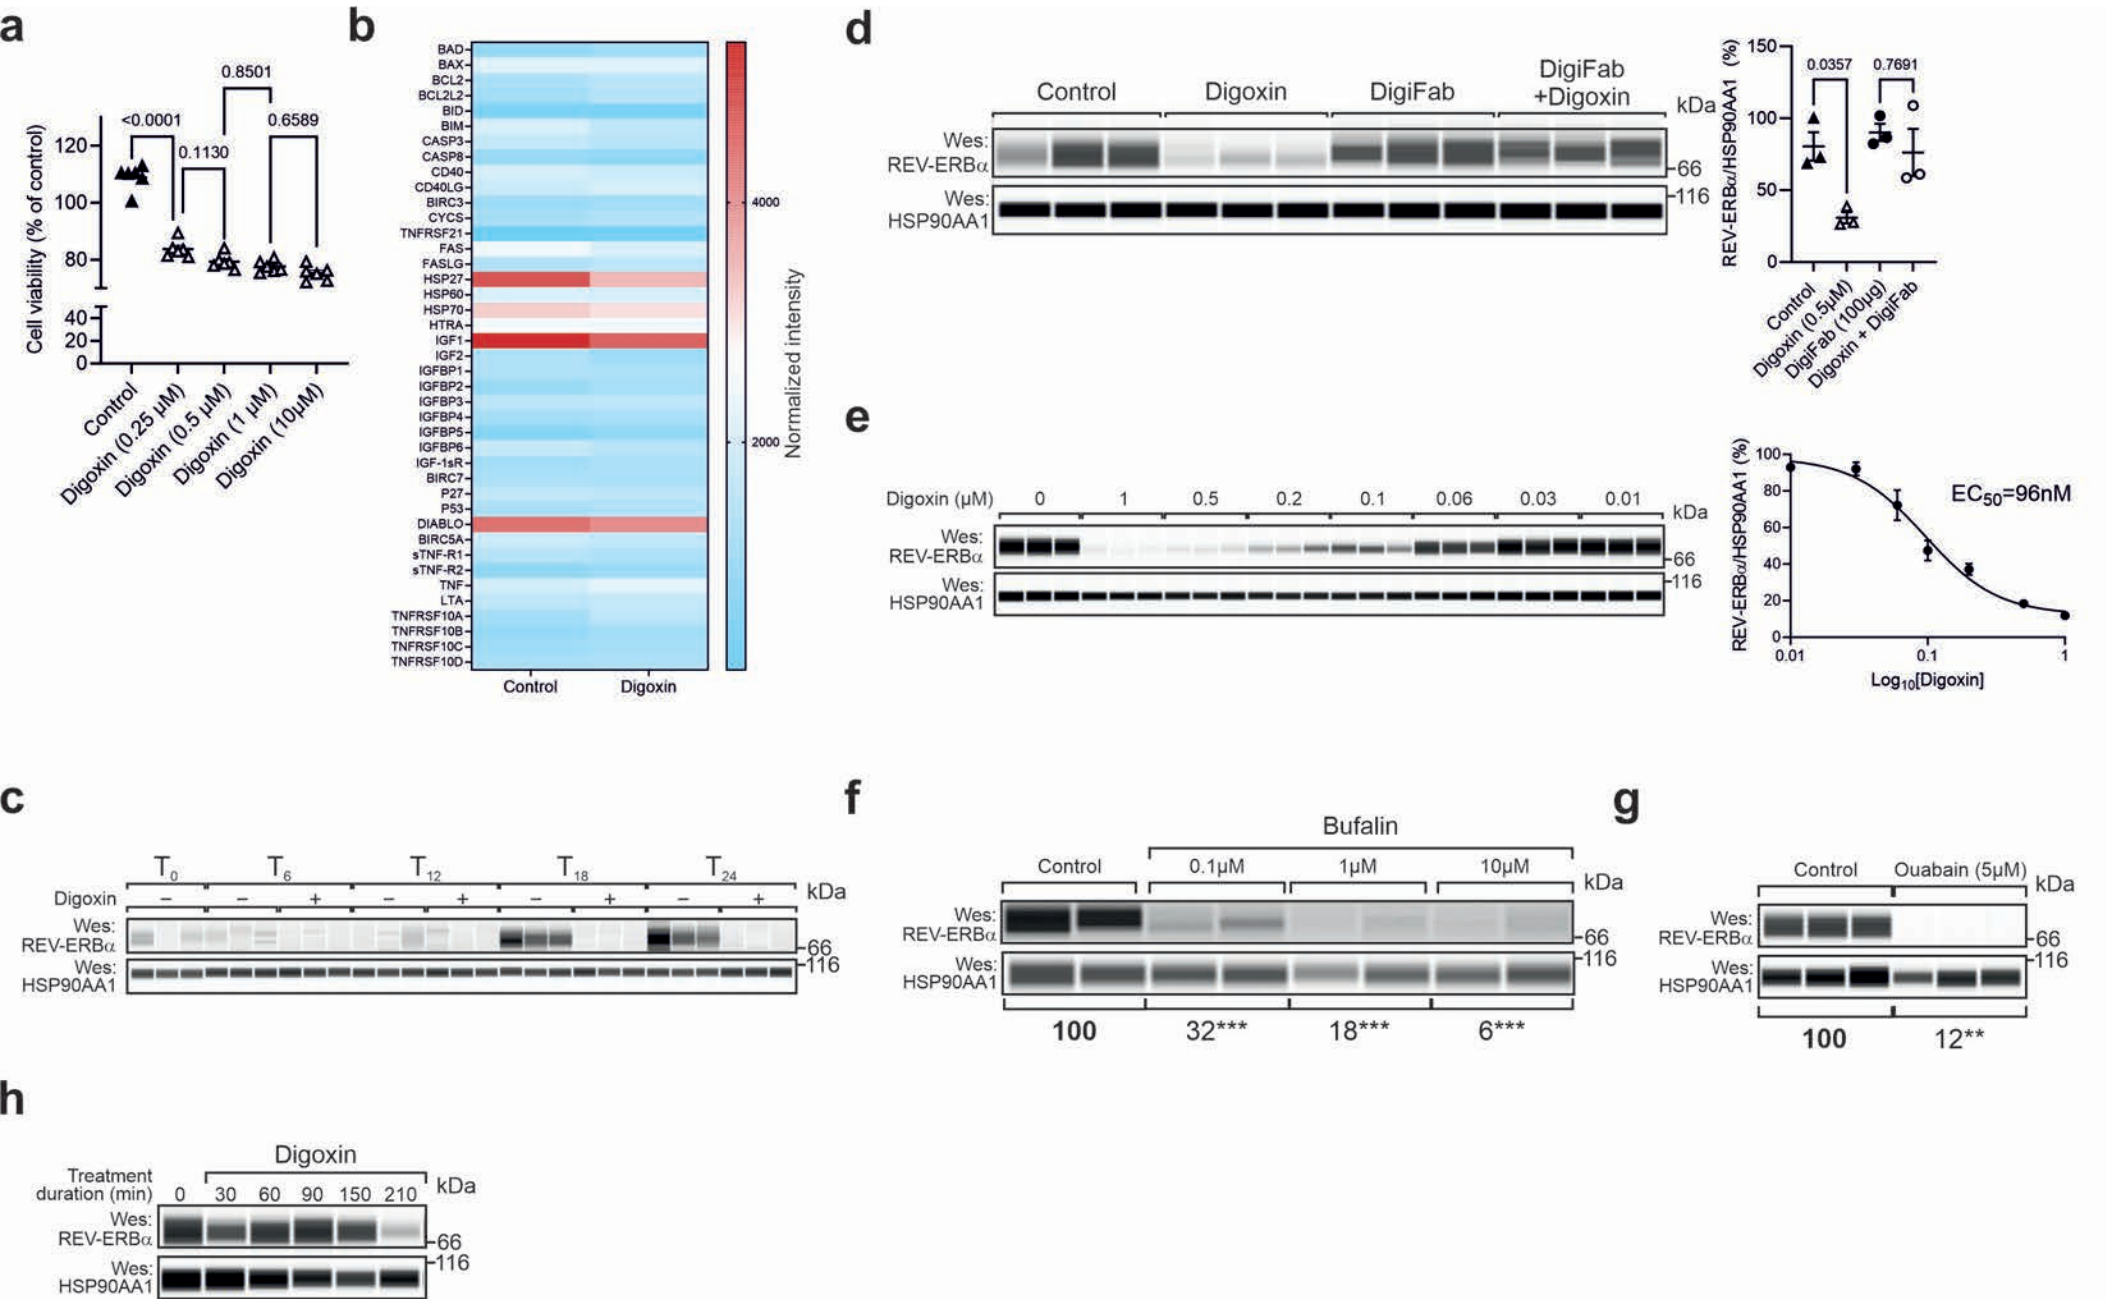 a
Cell viability (% of control)
120
100
80
40
20
0
<0.0001
0.1130
0.8501
0.6589
Control
Digoxin (0.25 µM)
Digoxin (0.5 µM)
Digoxin (1 µM)
Digoxin (10µM)
b
BAD
BAX
BCL2
BCL2L2
BID
BIM
CASP3
CASP8
CD40
CD40LG
BIRC3
CYCS
TNFRSF21
FAS
FASLG
HSP27
HSP60
HSP70
HTRA
IGF1
IGF2
IGFBP1
IGFBP2
IGFBP3
IGFBP4
IGFBP5
IGFBP6
IGF-1sR
BIRC7
P27
P53
DIABLO
BIRC5A
sTNF-R1
sTNF-R2
TNF
LTA
TNFRSF10A
TNFRSF10B
TNFRSF10C
TNFRSF10D
Control Digoxin
4000
2000
Normalized intensity
c
T0 T6 T12 T18 T24
kDa
Digoxin − − + − + − + − +
Wes:
REV-ERBα
66
Wes:
HSP90AA1
116
d
Control Digoxin DigiFab DigiFab
+Digoxin
kDa
Wes:
REV-ERBα
66
Wes:
HSP90AA1
116
REV-ERBα/HSP90AA1 (%)
150
100
50
0
0.0357 0.7691
Control
Digoxin (0.5µM)
DigiFab (100µg)
Digoxin + DigiFab
e
Digoxin (µM) 0 1 0.5 0.2 0.1 0.06 0.03 0.01
kDa
Wes:
REV-ERBα
66
Wes:
HSP90AA1
116
REV-ERBα/HSP90AA1 (%)
100
80
60
40
20
0
EC50=96nM
0.01 0.1 1
Log10[Digoxin]
f
Bufalin
Control 0.1µM 1µM 10µM
kDa
Wes:
REV-ERBα
66
Wes:
HSP90AA1
116
100 32*** 18*** 6***
g
Control Ouabain (5µM)
kDa
Wes:
REV-ERBα
66
Wes:
HSP90AA1
116
100 12**
h
Digoxin
Treatment
duration (min) 0 30 60 90 150 210
kDa
Wes:
REV-ERBα
66
Wes:
HSP90AA1
116